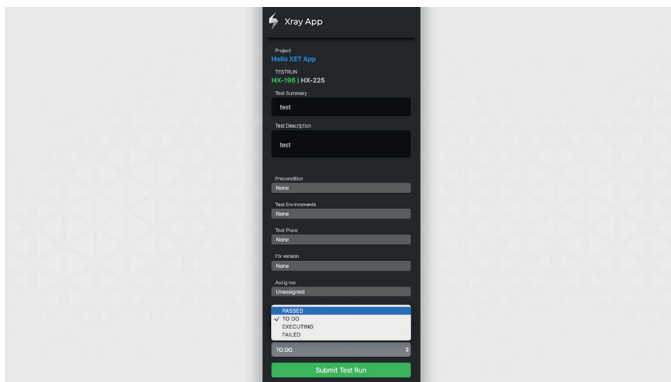 Xray App
Project
Hello XET App
TESTRUN
HX-196 | HX-225
Test Summary
test
Test Description
test
Precondition
None
Test Environments
None
Test Plans
None
Fix version
None
Assignee
Unassigned
PASSED
✓ TO DO
EXECUTING
FAILED
TO DO
Submit Test Run